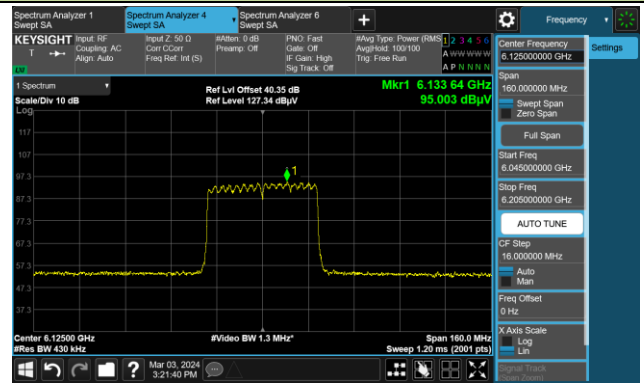 Spectrum Analyzer 1
Swept SA
Spectrum Analyzer 4
Swept SA
Spectrum Analyzer 6
Swept SA
Frequency
KEYSIGHT
Input: RF
Coupling: AC
Align: Auto
Input Z: 50 Ω
Corr CCorr
Freq Ref: Int (S)
#Atten: 0 dB
Preamp: Off
PNO: Fast
Gate: Off
IF Gain: High
Sig Track: Off
#Avg Type: Power (RMS
Avg|Hold: 100/100
Trig: Free Run
1 2 3 4 5 6
A W W W W W
A P N N N N
T
Center Frequency
6.125000000 GHz
Settings
Span
160.000000 MHz
Swept Span
Zero Span
Full Span
Start Freq
6.045000000 GHz
Stop Freq
6.205000000 GHz
AUTO TUNE
CF Step
16.000000 MHz
Auto
Man
Freq Offset
0 Hz
X Axis Scale
Log
Lin
Signal Track
(Span Zoom)
1 Spectrum
Scale/Div 10 dB
Log
Ref Lvl Offset 40.35 dB
Ref Level 127.34 dBµV
Mkr1 6.133 64 GHz
95.003 dBµV
117
107
97.3
87.3
77.3
67.3
57.3
47.3
37.3
1
Center 6.12500 GHz
#Res BW 430 kHz
#Video BW 1.3 MHz*
Span 160.0 MHz
Sweep 1.20 ms (2001 pts)
?
Mar 03, 2024
3:21:40 PM